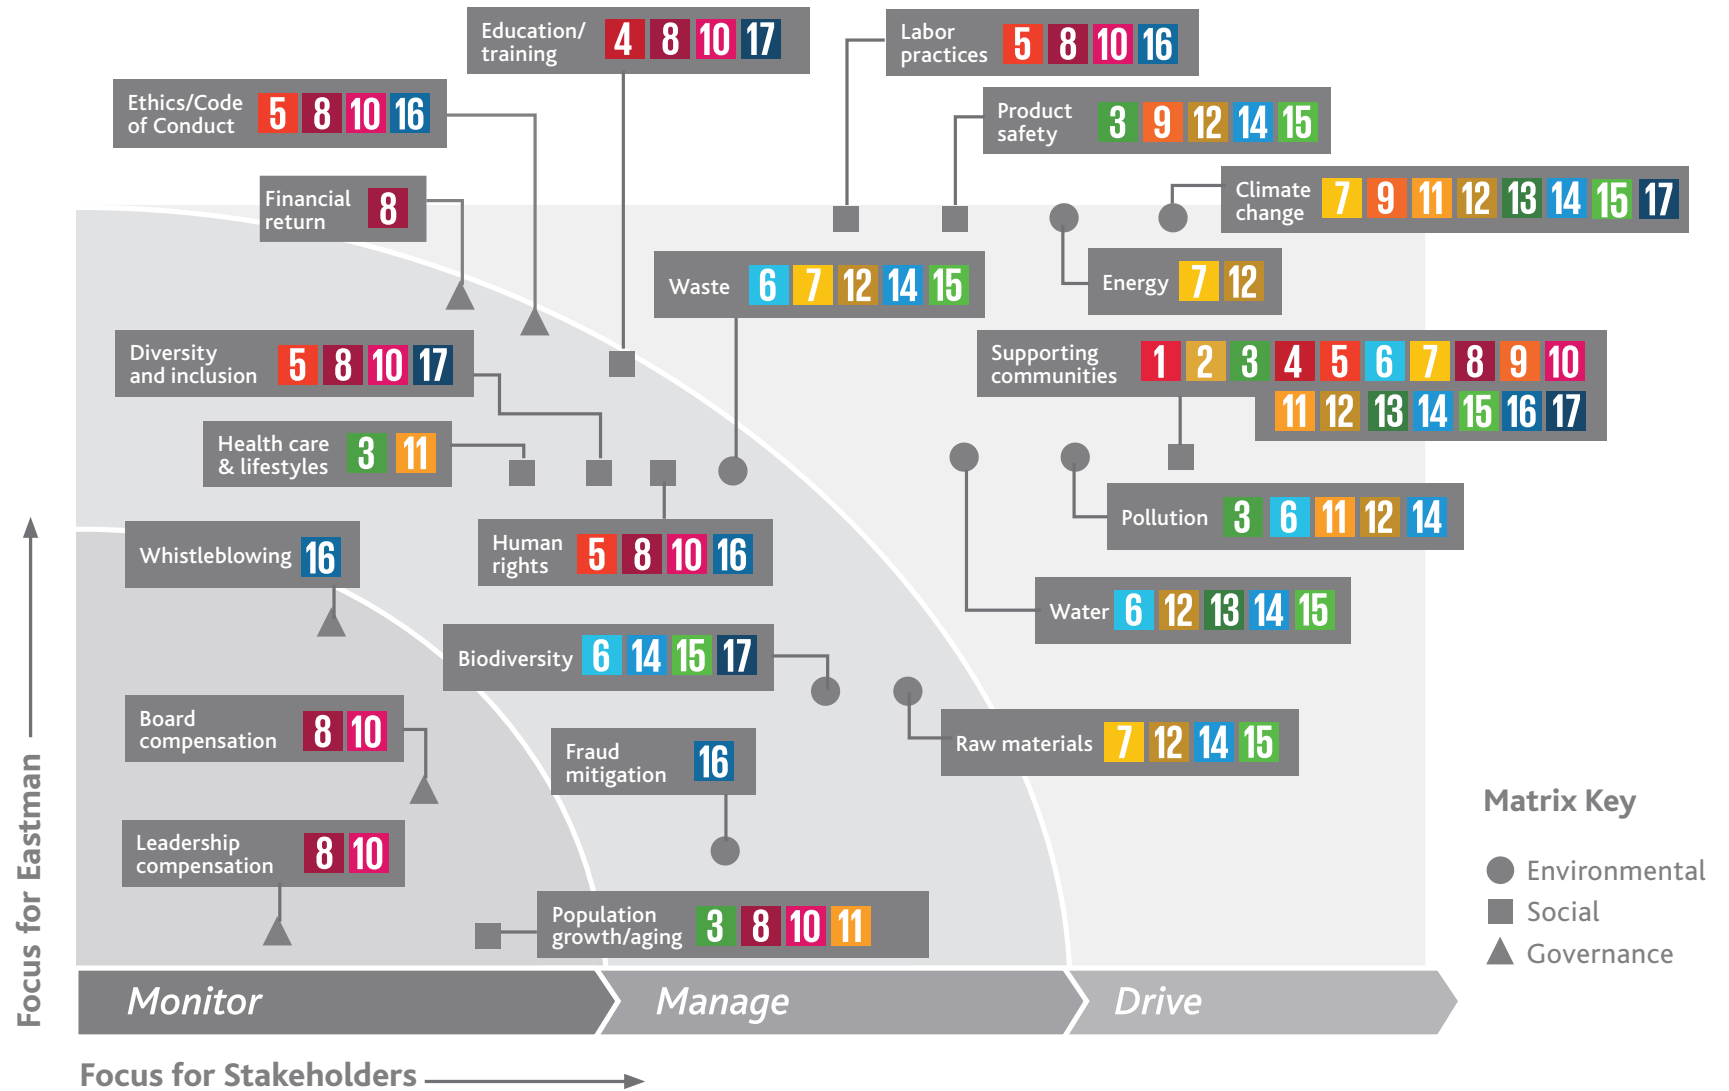 Education/
training
4 8 10 17
Labor
practices
5 8 10 16
Ethics/Code
of Conduct
5 8 10 16
Product
safety
3 9 12 14 15
Financial
return
8
Climate
change
7 9 11 12 13 14 15 17
Waste 6 7 12 14 15
Energy 7 12
Diversity
and inclusion
5 8 10 17
Supporting
communities
1 2 3 4 5 6 7 8 9 10
11 12 13 14 15 16 17
Health care
& lifestyles
3 11
Pollution 3 6 11 12 14
Whistleblowing 16
Human
rights
5 8 10 16
Water 6 12 13 14 15
Biodiversity 6 14 15 17
Board
compensation
8 10
Fraud
mitigation
16
Raw materials 7 12 14 15
Leadership
compensation
8 10
Population
growth/aging
3 8 10 11
Matrix Key
Environmental
Social
Governance
Focus for Eastman
Monitor
Manage
Drive
Focus for Stakeholders